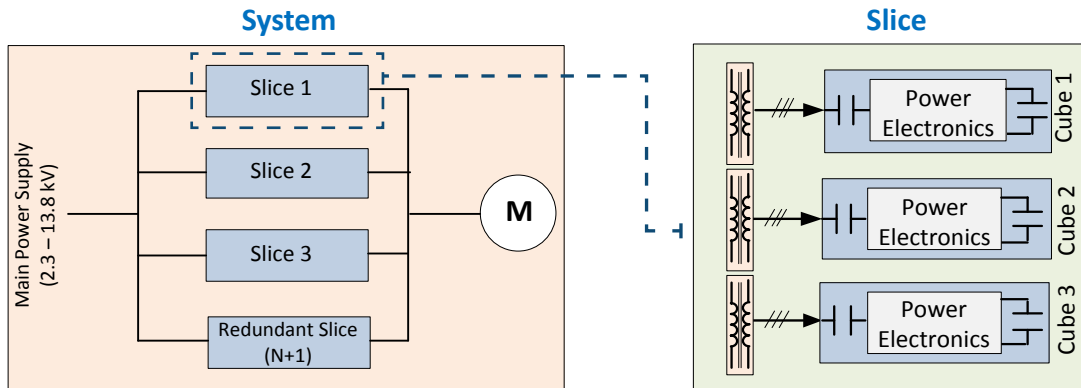 System
Main Power Supply
(2.3 – 13.8 kV)
Slice 1
Slice 2
Slice 3
Redundant Slice
(N+1)
M
Slice
Power
Electronics
Cube 1
Power
Electronics
Cube 2
Power
Electronics
Cube 3